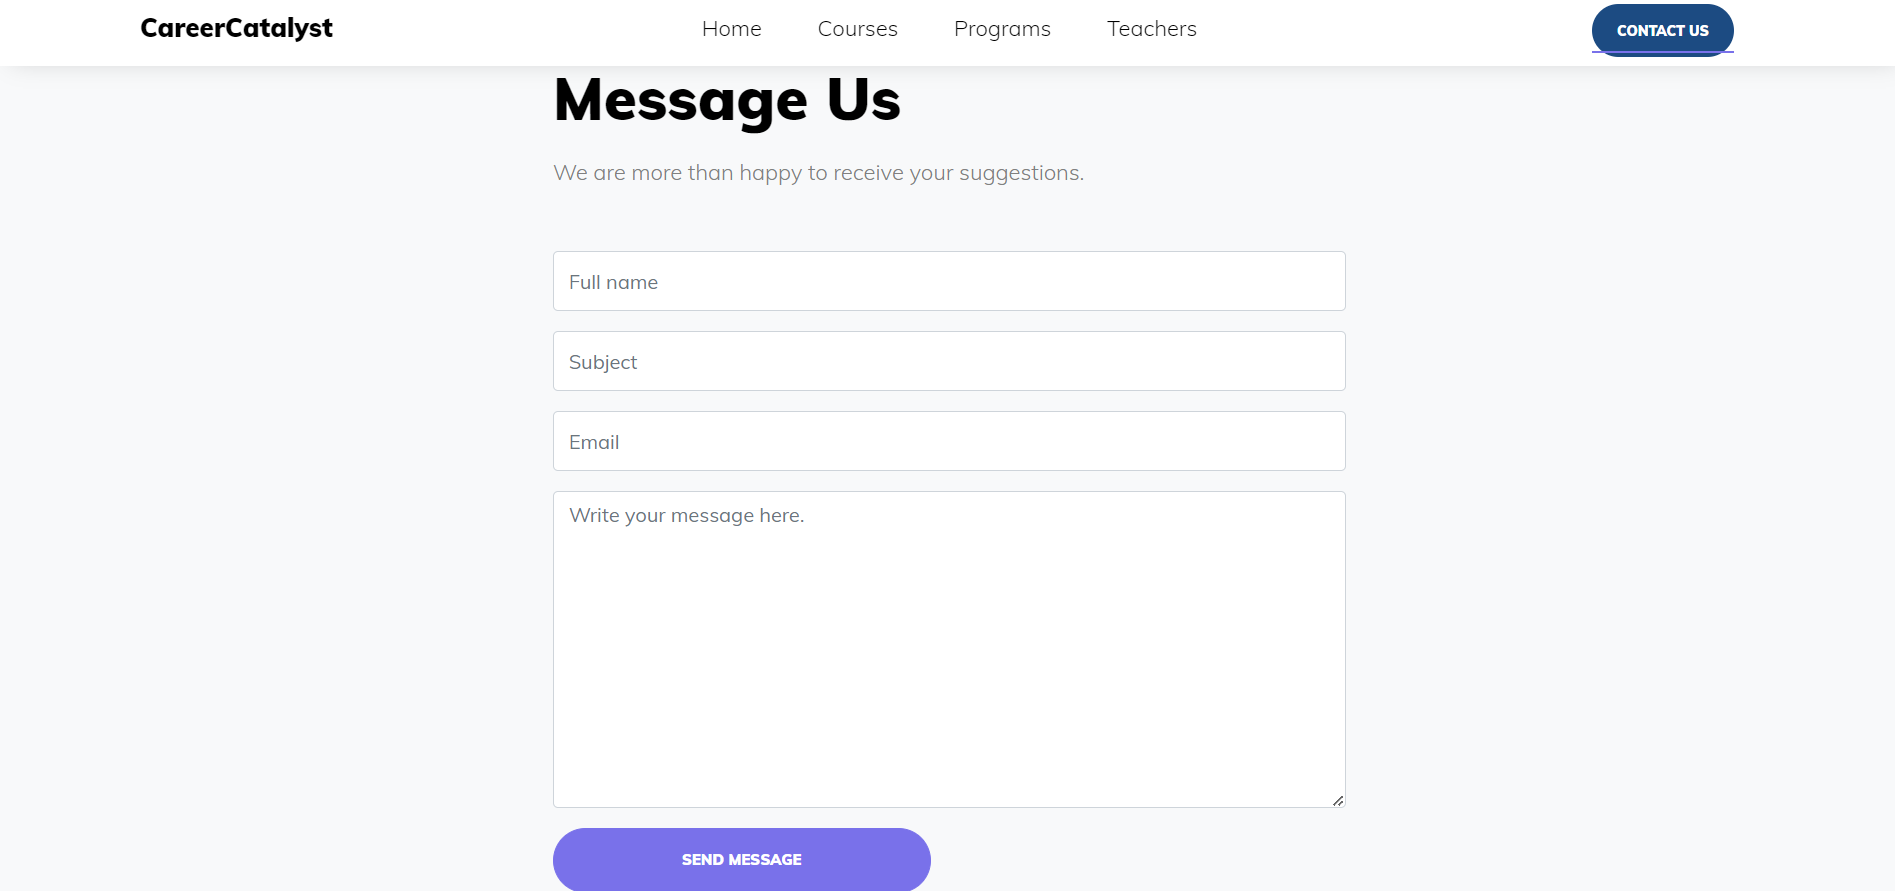 CareerCatalyst
Home Courses Programs Teachers
CONTACT US
Message Us
We are more than happy to receive your suggestions.
Full name
Subject
Email
Write your message here.
SEND MESSAGE